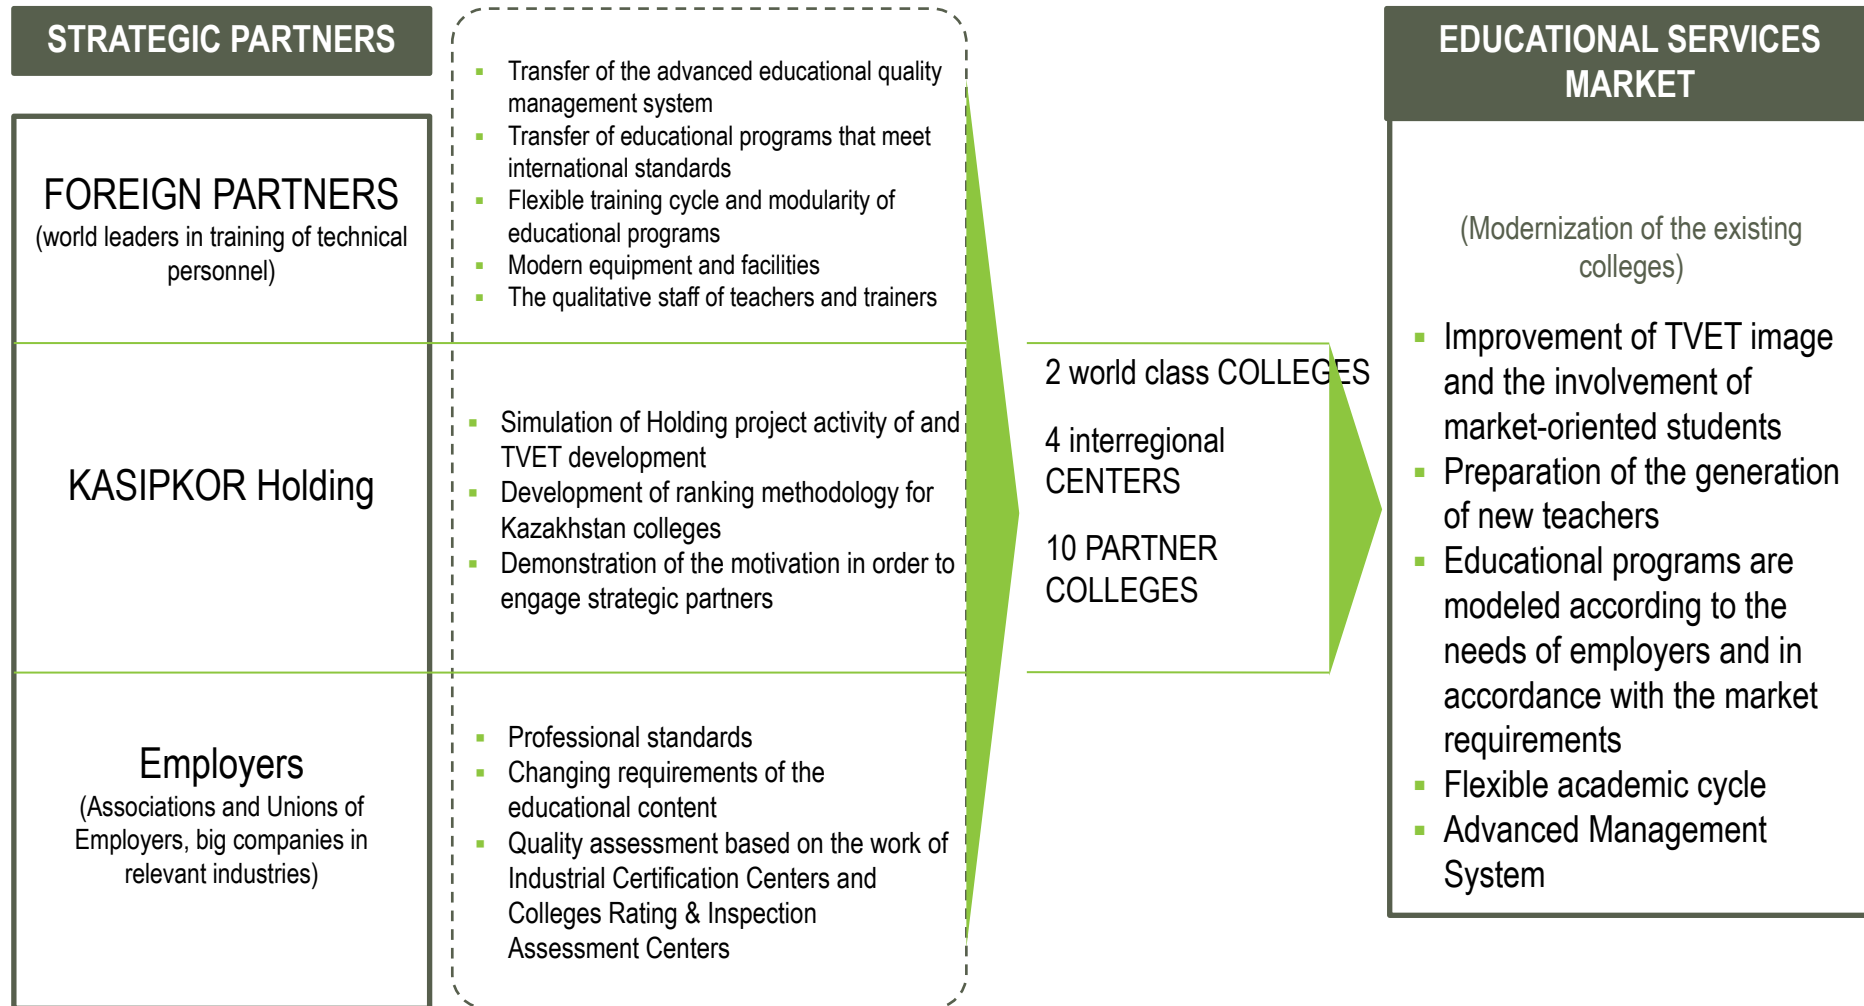 STRATEGIC PARTNERS
FOREIGN PARTNERS
(world leaders in training of technical
personnel)
KASIPKOR Holding
Employers
(Associations and Unions of
Employers, big companies in
relevant industries)
▪ Transfer of the advanced educational quality
management system
▪ Transfer of educational programs that meet
international standards
▪ Flexible training cycle and modularity of
educational programs
▪ Modern equipment and facilities
▪ The qualitative staff of teachers and trainers
▪ Simulation of Holding project activity of and
TVET development
▪ Development of ranking methodology for
Kazakhstan colleges
▪ Demonstration of the motivation in order to
engage strategic partners
▪ Professional standards
▪ Changing requirements of the
educational content
▪ Quality assessment based on the work of
Industrial Certification Centers and
Colleges Rating & Inspection
Assessment Centers
2 world class COLLEGES
4 interregional
CENTERS
10 PARTNER
COLLEGES
EDUCATIONAL SERVICES
MARKET
(Modernization of the existing
colleges)
▪ Improvement of TVET image
and the involvement of
market-oriented students
▪ Preparation of the generation
of new teachers
▪ Educational programs are
modeled according to the
needs of employers and in
accordance with the market
requirements
▪ Flexible academic cycle
▪ Advanced Management
System